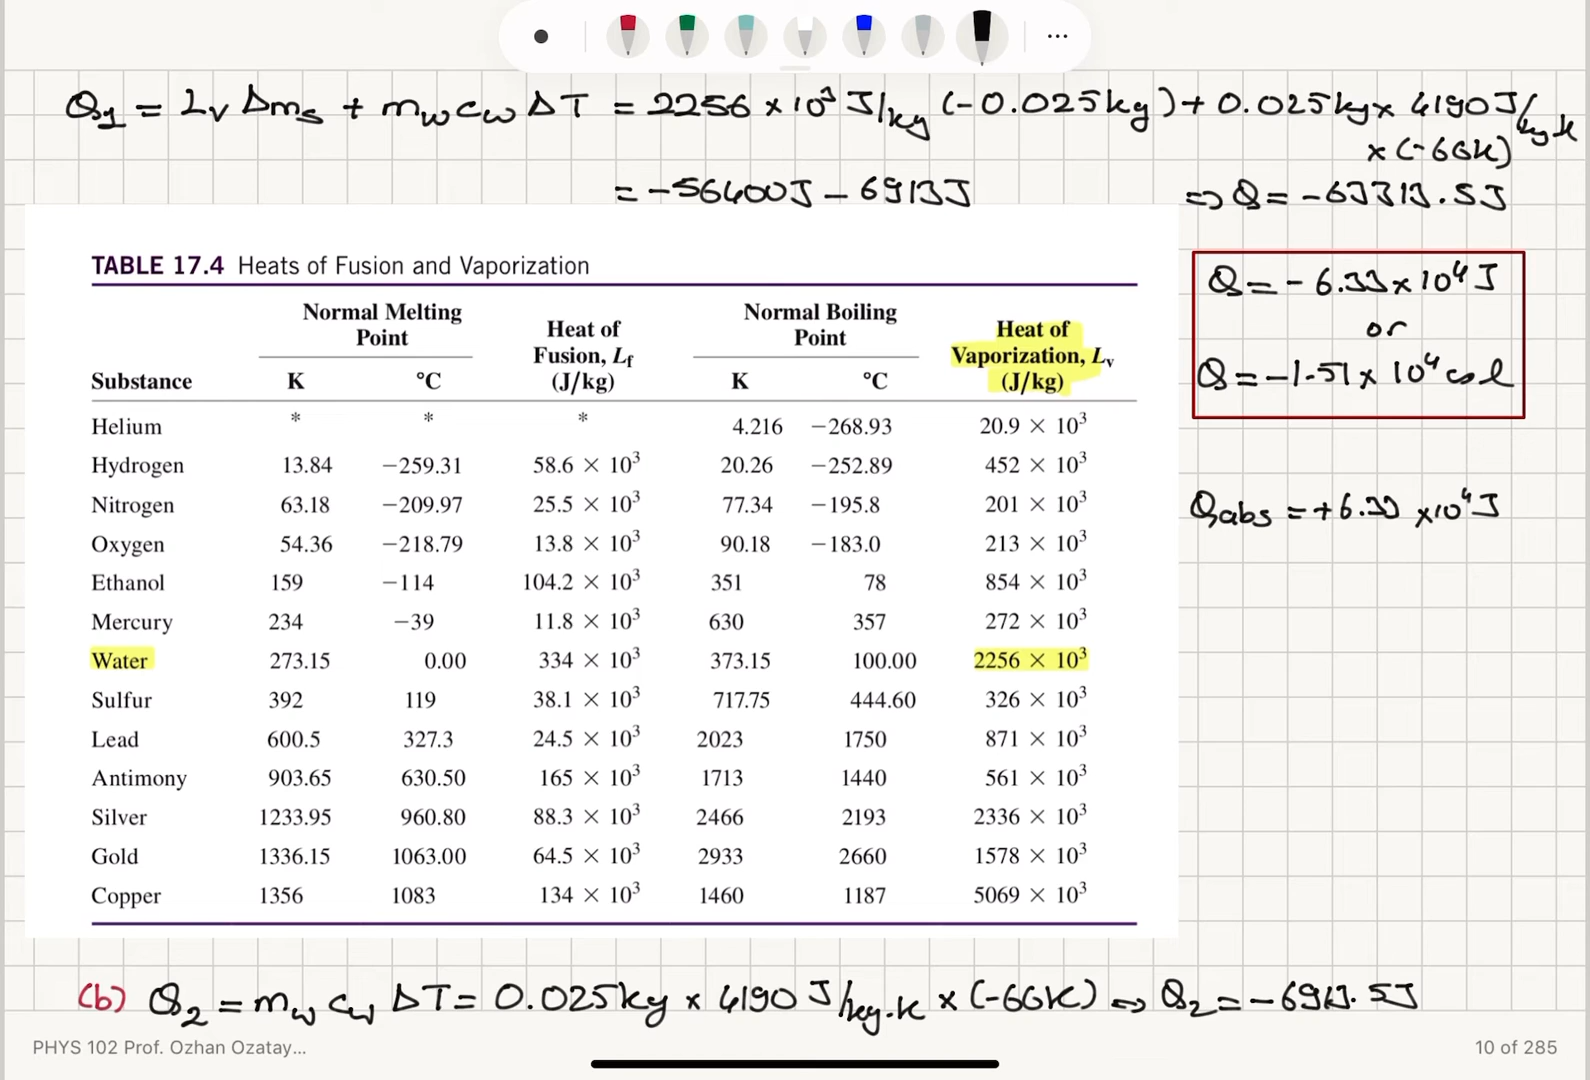 Q₁ = Lv Δms + mw cw ΔT = 2256 × 10³ J/kg (-0.025kg) + 0.025kg × 4190 J/kg K
× (-66K)
= -56400J - 6913J ⇒ Q = -63313.5J
TABLE 17.4 Heats of Fusion and Vaporization
Normal Melting Point Heat of Fusion, Lf (J/kg) Normal Boiling Point Heat of Vaporization, Lv (J/kg)
Substance K °C K °C
Helium * * * 4.216 −268.93 20.9 × 10³
Hydrogen 13.84 −259.31 58.6 × 10³ 20.26 −252.89 452 × 10³
Nitrogen 63.18 −209.97 25.5 × 10³ 77.34 −195.8 201 × 10³
Oxygen 54.36 −218.79 13.8 × 10³ 90.18 −183.0 213 × 10³
Ethanol 159 −114 104.2 × 10³ 351 78 854 × 10³
Mercury 234 −39 11.8 × 10³ 630 357 272 × 10³
Water 273.15 0.00 334 × 10³ 373.15 100.00 2256 × 10³
Sulfur 392 119 38.1 × 10³ 717.75 444.60 326 × 10³
Lead 600.5 327.3 24.5 × 10³ 2023 1750 871 × 10³
Antimony 903.65 630.50 165 × 10³ 1713 1440 561 × 10³
Silver 1233.95 960.80 88.3 × 10³ 2466 2193 2336 × 10³
Gold 1336.15 1063.00 64.5 × 10³ 2933 2660 1578 × 10³
Copper 1356 1083 134 × 10³ 1460 1187 5069 × 10³
Q = - 6.33 × 10⁴ J
or
Q = -1.51 × 10⁴ cal
Qabs = +6.33 × 10⁴ J
(b) Q₂ = mw cw ΔT = 0.025kg × 4190 J/kg.K × (-66K) ⇒ Q₂ = -6913.5J
PHYS 102 Prof. Ozhan Ozatay...
10 of 285